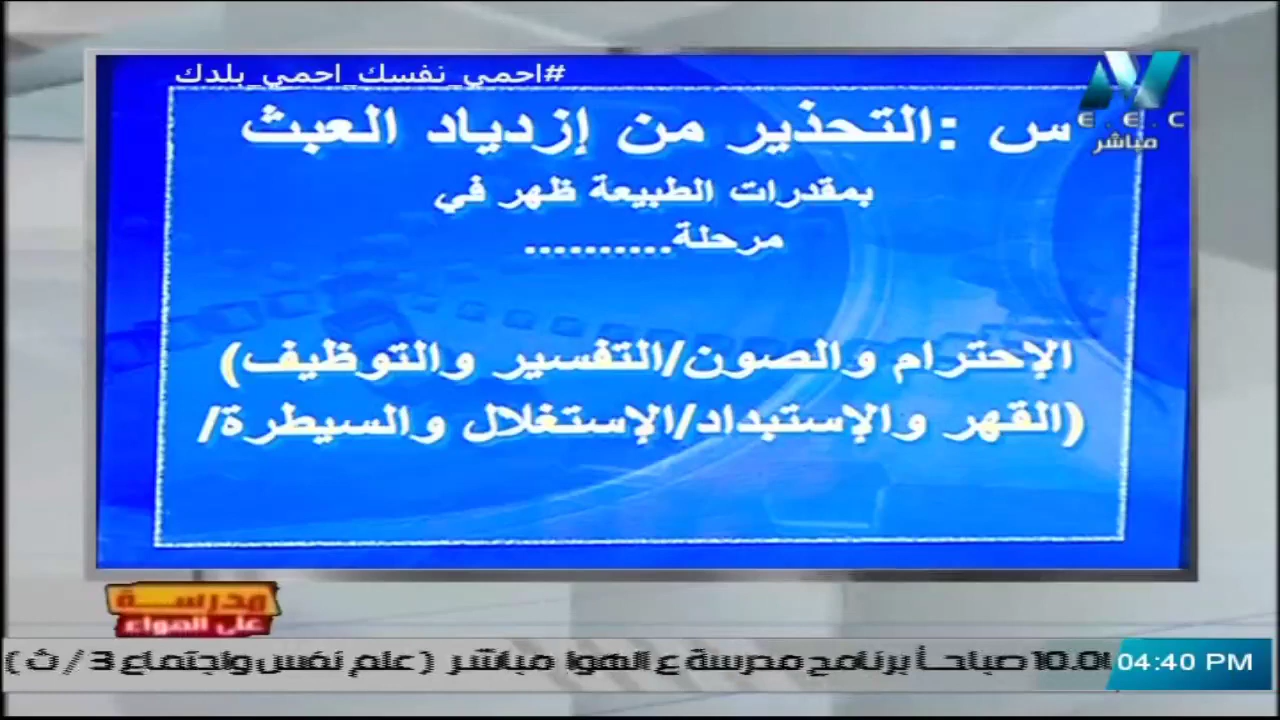 #احمي_نفسك_احمي_بلدك
E.E.C
مباشر
س :التحذير من إزدياد العبث
بمقدرات الطبيعة ظهر في
مرحلة..........
الإحترام والصون/التفسير والتوظيف)
(القهر والإستبداد/الإستغلال والسيطرة/
مدرسة
على الهواء
10.01 صباحاً برنامج مدرسة ع الهوا مباشر (علم نفس واجتماع 3/ث)
04:40 PM